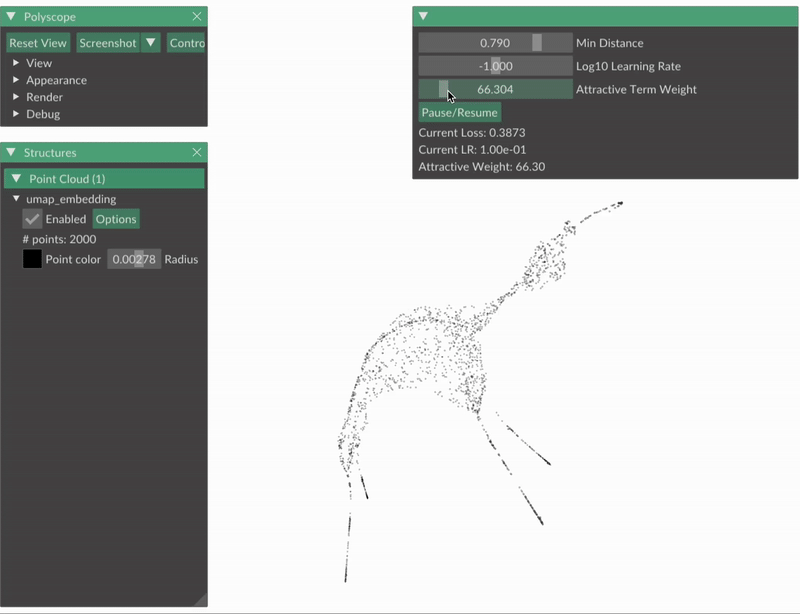 Polyscope
Reset View Screenshot Contro
View
Appearance
Render
Debug
Structures
Point Cloud (1)
umap_embedding
Enabled Options
# points: 2000
Point color 0.00278 Radius
0.790 Min Distance
-1.000 Log10 Learning Rate
66.304 Attractive Term Weight
Pause/Resume
Current Loss: 0.3873
Current LR: 1.00e-01
Attractive Weight: 66.30